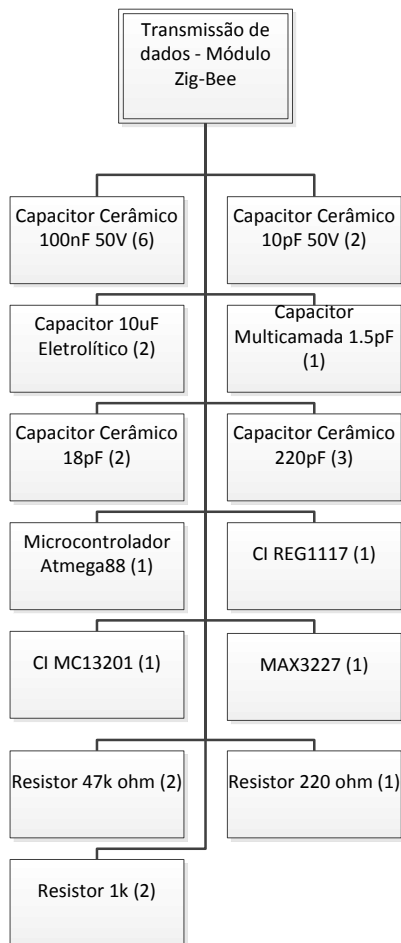 Transmissão de
dados - Módulo
Zig-Bee
Capacitor Cerâmico
100nF 50V (6)
Capacitor Cerâmico
10pF 50V (2)
Capacitor 10uF
Eletrolítico (2)
Capacitor
Multicamada 1.5pF
(1)
Capacitor Cerâmico
18pF (2)
Capacitor Cerâmico
220pF (3)
Microcontrolador
Atmega88 (1)
CI REG1117 (1)
CI MC13201 (1)
MAX3227 (1)
Resistor 47k ohm (2)
Resistor 220 ohm (1)
Resistor 1k (2)